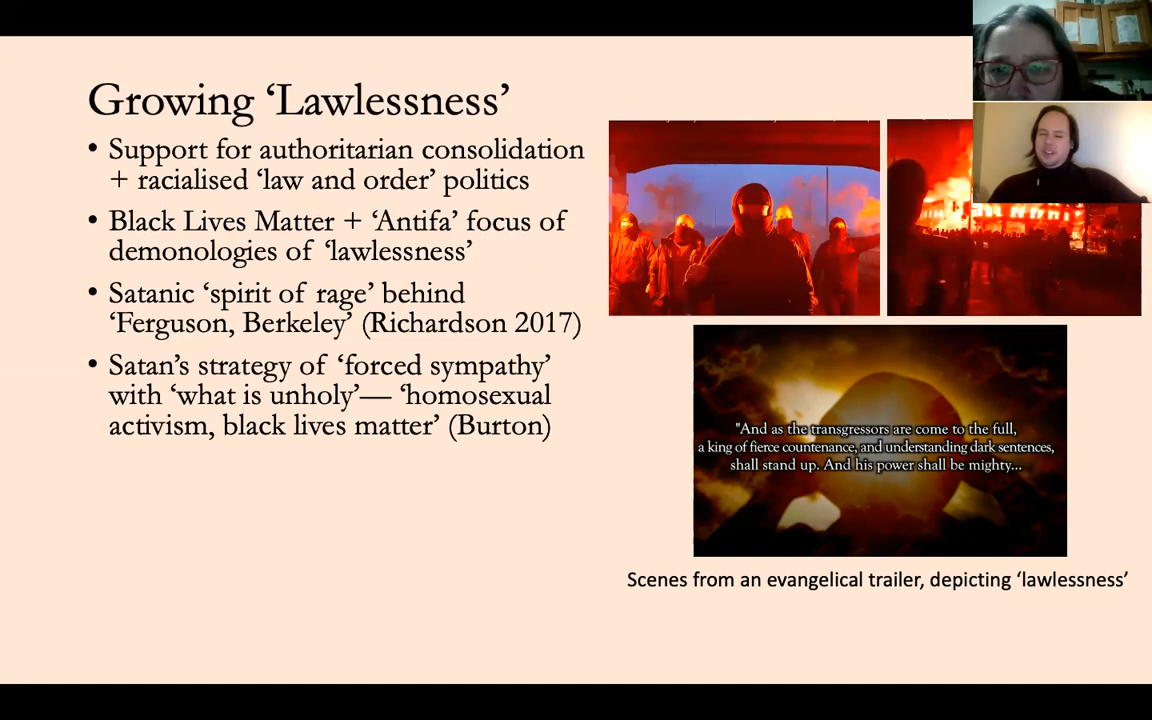 Growing ‘Lawlessness’
• Support for authoritarian consolidation
+ racialised ‘law and order’ politics
• Black Lives Matter + ‘Antifa’ focus of
demonologies of ‘lawlessness’
• Satanic ‘spirit of rage’ behind
‘Ferguson, Berkeley’ (Richardson 2017)
• Satan’s strategy of ‘forced sympathy’
with ‘what is unholy’— ‘homosexual
activism, black lives matter’ (Burton)
"And as the transgressors are come to the full,
a king of fierce countenance, and understanding dark sentences,
shall stand up. And his power shall be mighty...
Scenes from an evangelical trailer, depicting ‘lawlessness’